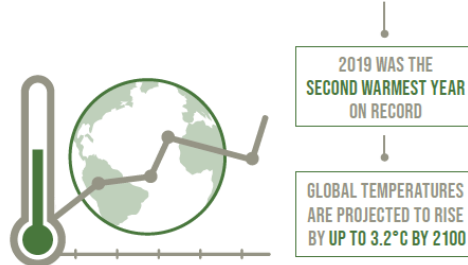 2019 WAS THE
SECOND WARMEST YEAR
ON RECORD
GLOBAL TEMPERATURES
ARE PROJECTED TO RISE
BY UP TO 3.2°C BY 2100